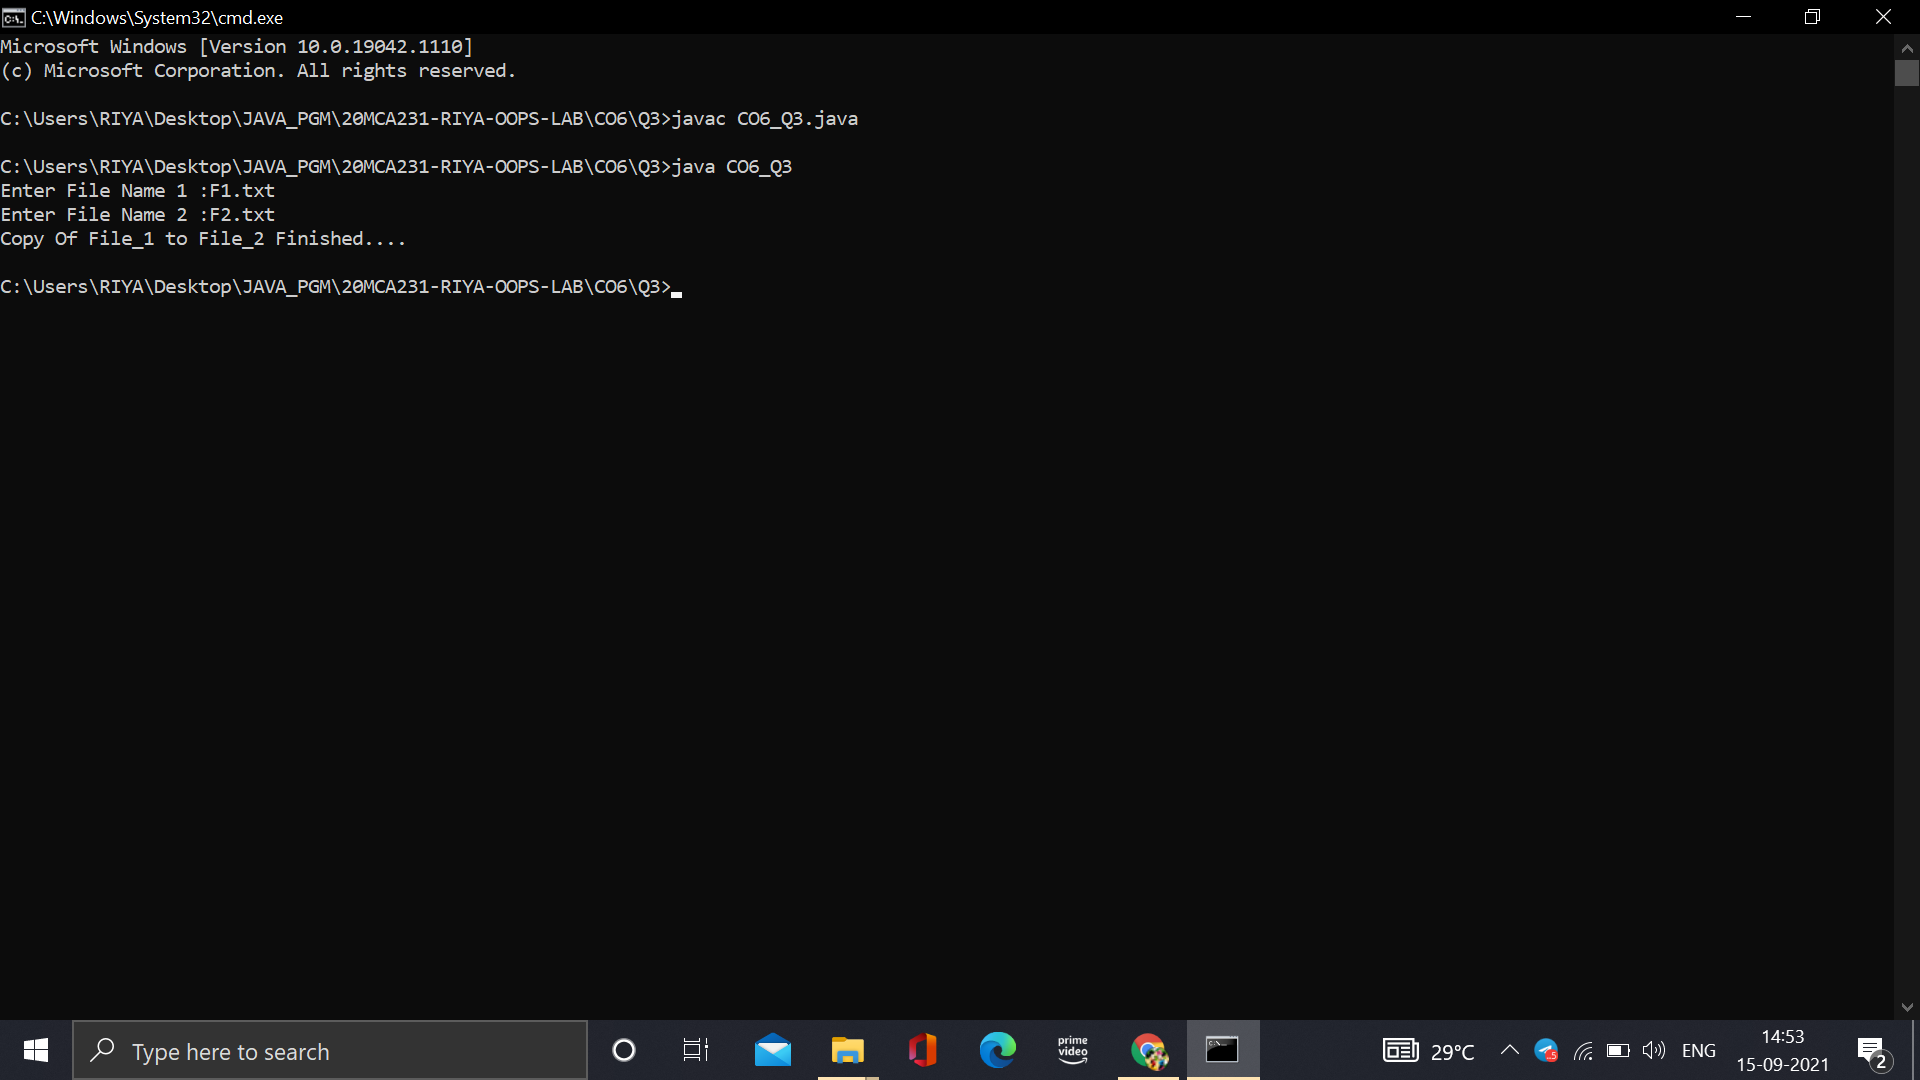 C:\Windows\System32\cmd.exe
Microsoft Windows [Version 10.0.19042.1110]
(c) Microsoft Corporation. All rights reserved.
C:\Users\RIYA\Desktop\JAVA_PGM\20MCA231-RIYA-OOPS-LAB\CO6\Q3>javac CO6_Q3.java
C:\Users\RIYA\Desktop\JAVA_PGM\20MCA231-RIYA-OOPS-LAB\CO6\Q3>java CO6_Q3
Enter File Name 1 :F1.txt
Enter File Name 2 :F2.txt
Copy Of File_1 to File_2 Finished....
C:\Users\RIYA\Desktop\JAVA_PGM\20MCA231-RIYA-OOPS-LAB\CO6\Q3>
Type here to search
prime
video
29°C
5
ENG
14:53
15-09-2021
2